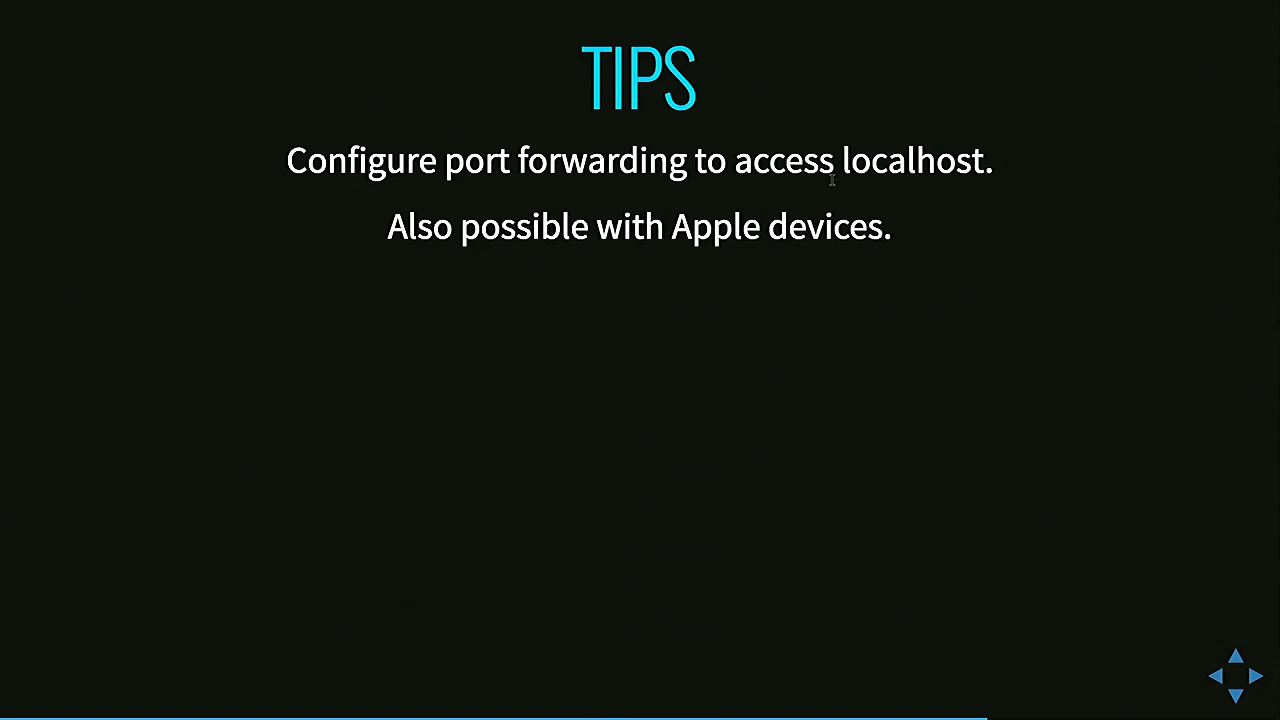 TIPS
Configure port forwarding to access localhost.
Also possible with Apple devices.